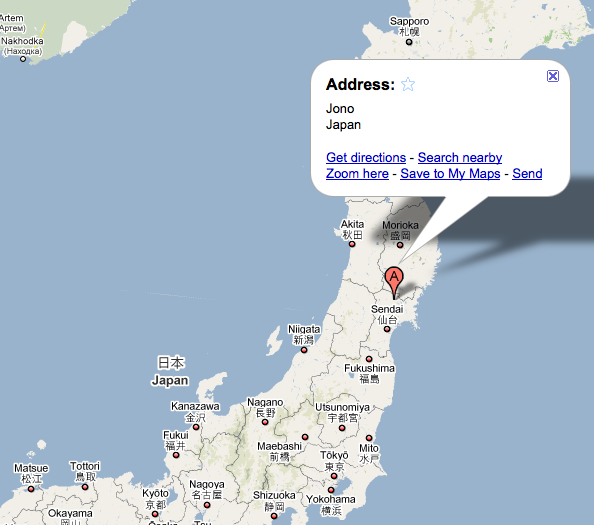 Artem
(Артем)
Nakhodka
(Находка)
Sapporo
札幌
Address:
Jono
Japan
Get directions - Search nearby
Zoom here - Save to My Maps - Send
Akita
秋田
Morioka
盛岡
A
Sendai
仙台
Niigata
新潟
日本
Japan
Fukushima
福島
Nagano
長野
Utsunomiya
宇都宮
Kanazawa
金沢
Maebashi
前橋
Mito
水戸
Fukui
福井
Tōkyō
東京
Matsue
松江
Tottori
鳥取
Kyōto
京都
Nagoya
名古屋
Shizuoka
静岡
Yokohama
横浜
Okayama
岡山